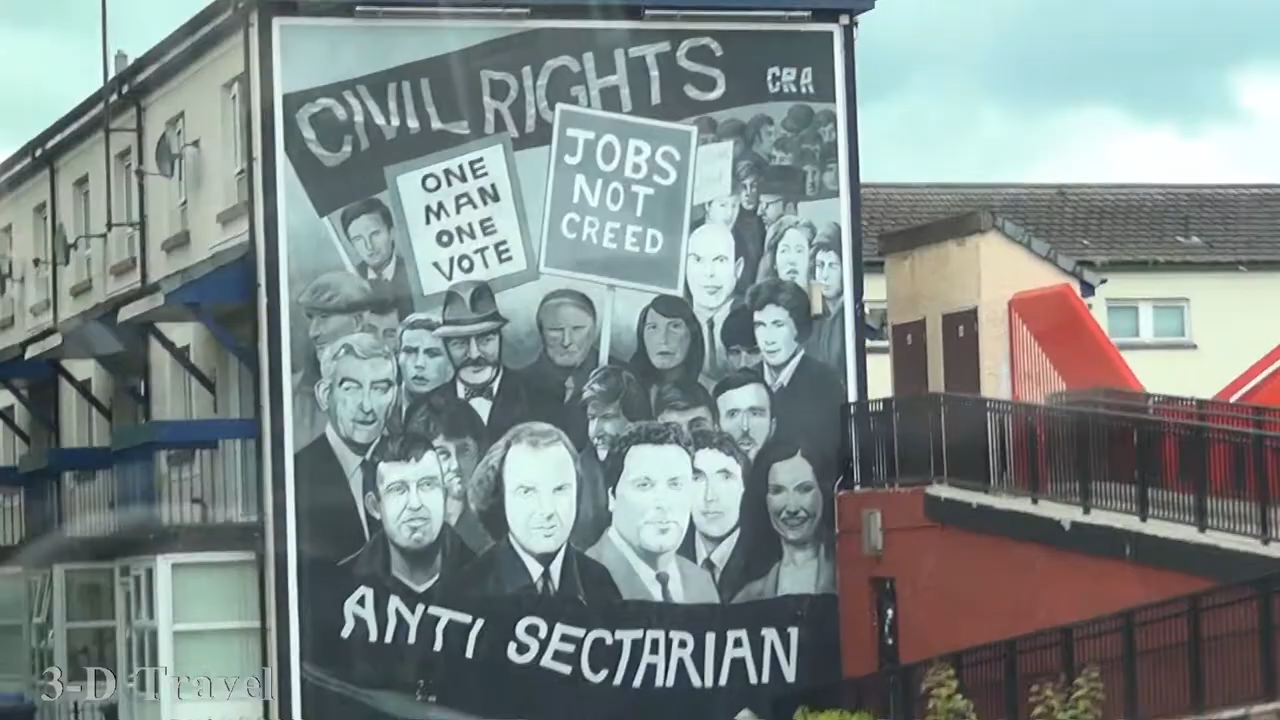 CIVIL RIGHTS
CRA
ONE
MAN
ONE
VOTE
JOBS
NOT
CREED
ANTI SECTARIAN
3-D Travel